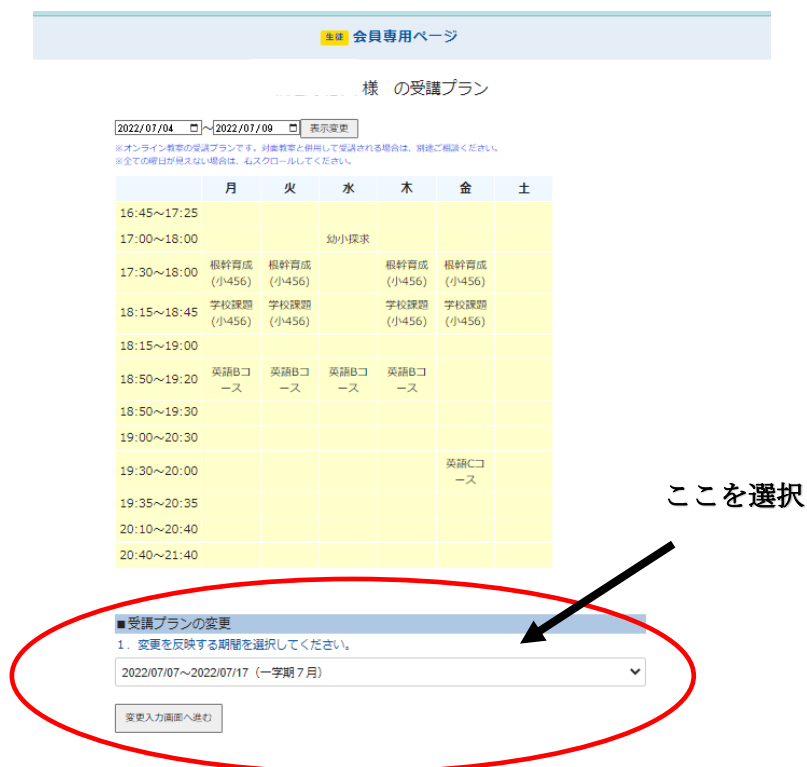 生徒 会員専用ページ
様 の受講プラン
2022/07/04 ～2022/07/09 表示変更
※オンライン教室の受講プランです。対面教室と併用して受講される場合は、別途ご相談ください。
※全ての曜日が見えない場合は、右スクロールしてください。
月 火 水 木 金 土
16:45～17:25
17:00～18:00 幼小探求
17:30～18:00 根幹育成 根幹育成 根幹育成 根幹育成
(小456) (小456) (小456) (小456)
18:15～18:45 学校課題 学校課題 学校課題 学校課題
(小456) (小456) (小456) (小456)
18:15～19:00
18:50～19:20 英語Bコ 英語Bコ 英語Bコ 英語Bコ
ース ース ース ース
18:50～19:30
19:00～20:30
19:30～20:00 英語Cコ
ース
19:35～20:35
20:10～20:40
20:40～21:40
ここを選択
■受講プランの変更
1．変更を反映する期間を選択してください。
2022/07/07～2022/07/17（一学期７月）
変更入力画面へ進む